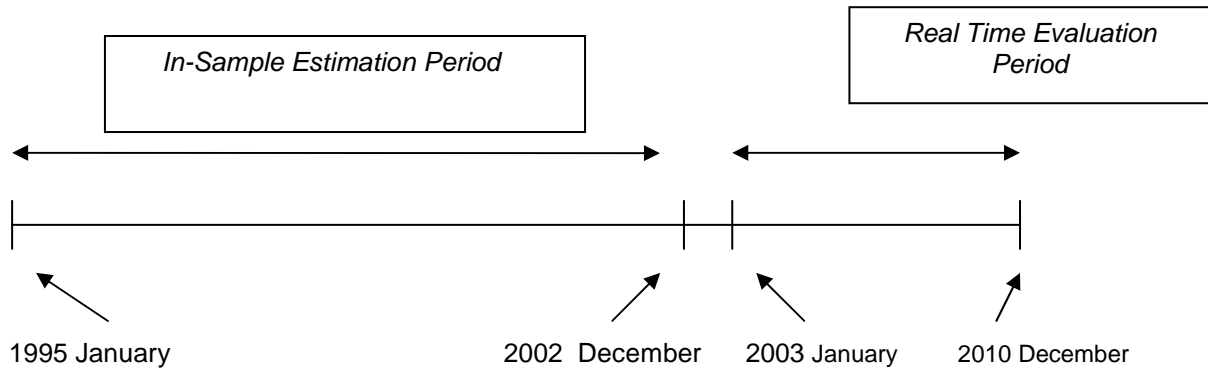 In-Sample Estimation Period
Real Time Evaluation
Period
1995 January
2002 December
2003 January
2010 December